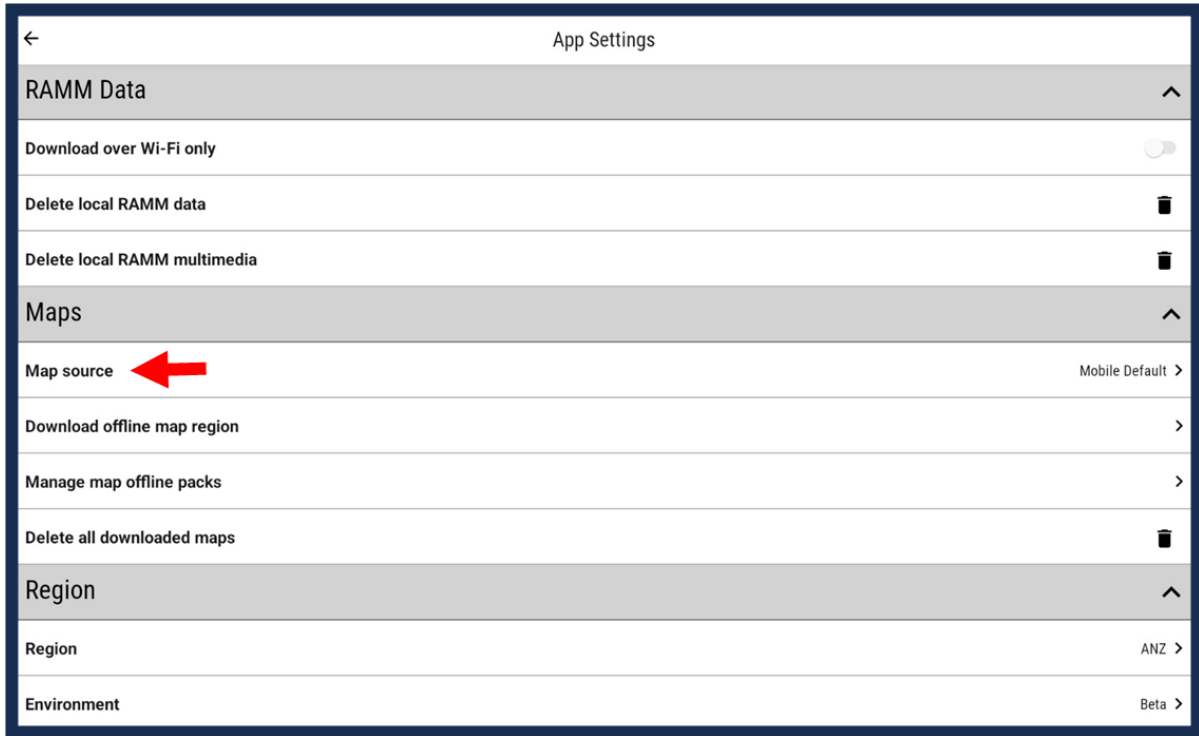 App Settings
RAMM Data
Download over Wi-Fi only
Delete local RAMM data
Delete local RAMM multimedia
Maps
Map source Mobile Default
Download offline map region
Manage map offline packs
Delete all downloaded maps
Region
Region ANZ
Environment Beta